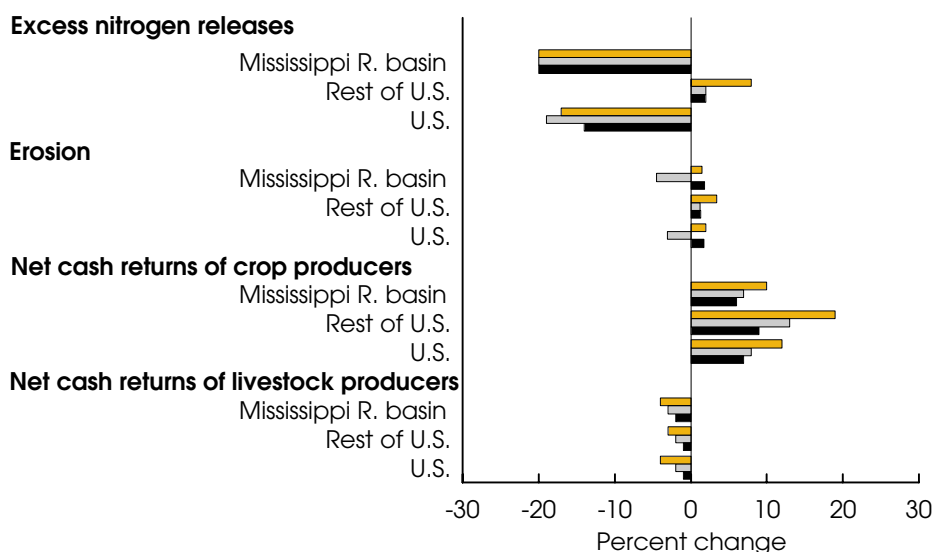 Excess nitrogen releases
Mississippi R. basin
Rest of U.S.
U.S.
Erosion
Mississippi R. basin
Rest of U.S.
U.S.
Net cash returns of crop producers
Mississippi R. basin
Rest of U.S.
U.S.
Net cash returns of livestock producers
Mississippi R. basin
Rest of U.S.
U.S.
-30 -20 -10 0 10 20 30
Percent change